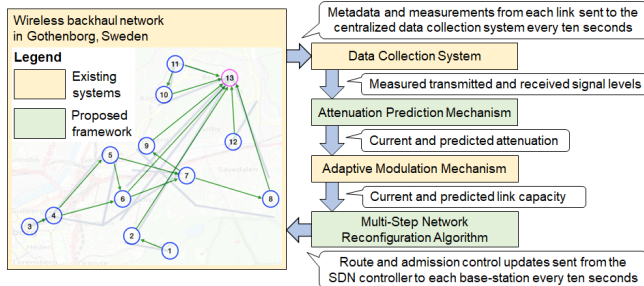 Wireless backhaul network
in Gothenborg, Sweden
Legend
Existing
systems
Proposed
framework
11
13
10
12
9
5
7
6
8
4
3
2
1
Metadata and measurements from each link sent to the
centralized data collection system every ten seconds
Data Collection System
Measured transmitted and received signal levels
Attenuation Prediction Mechanism
Current and predicted attenuation
Adaptive Modulation Mechanism
Current and predicted link capacity
Multi-Step Network
Reconfiguration Algorithm
Route and admission control updates sent from the
SDN controller to each base-station every ten seconds